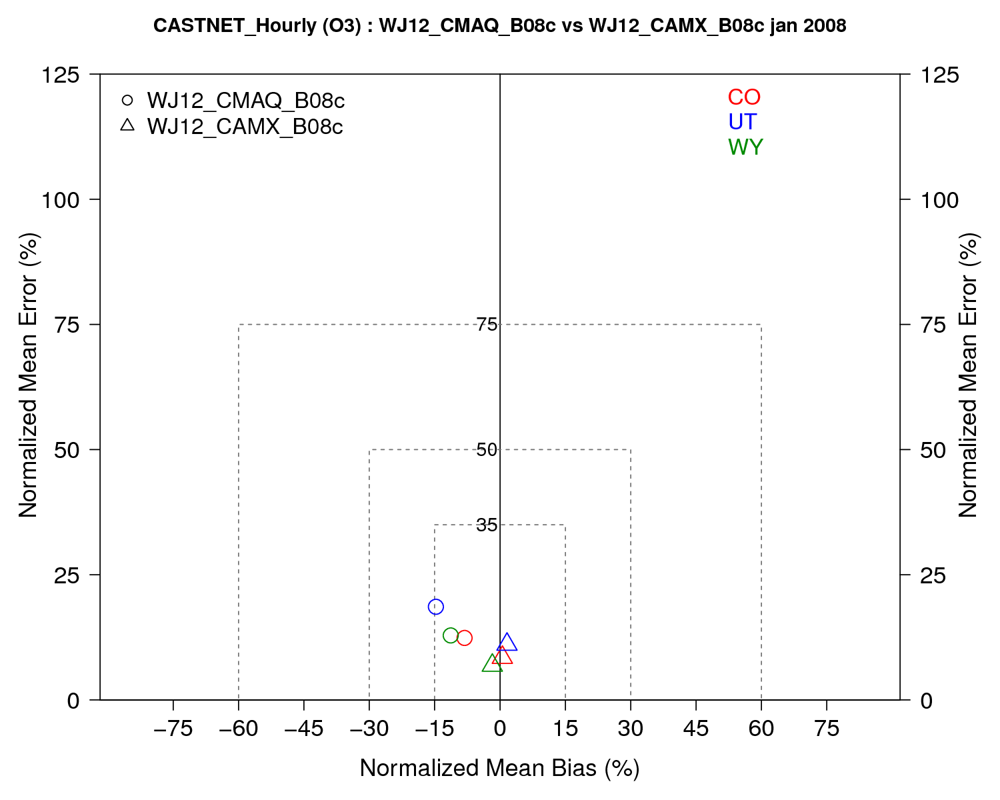 CASTNET_Hourly (O3) : WJ12_CMAQ_B08c vs WJ12_CAMX_B08c jan 2008
WJ12_CMAQ_B08c
WJ12_CAMX_B08c
CO
UT
WY
125
100
75
50
25
0
Normalized Mean Error (%)
75
50
35
125
100
75
50
25
0
Normalized Mean Error (%)
−75 −60 −45 −30 −15 0 15 30 45 60 75
Normalized Mean Bias (%)